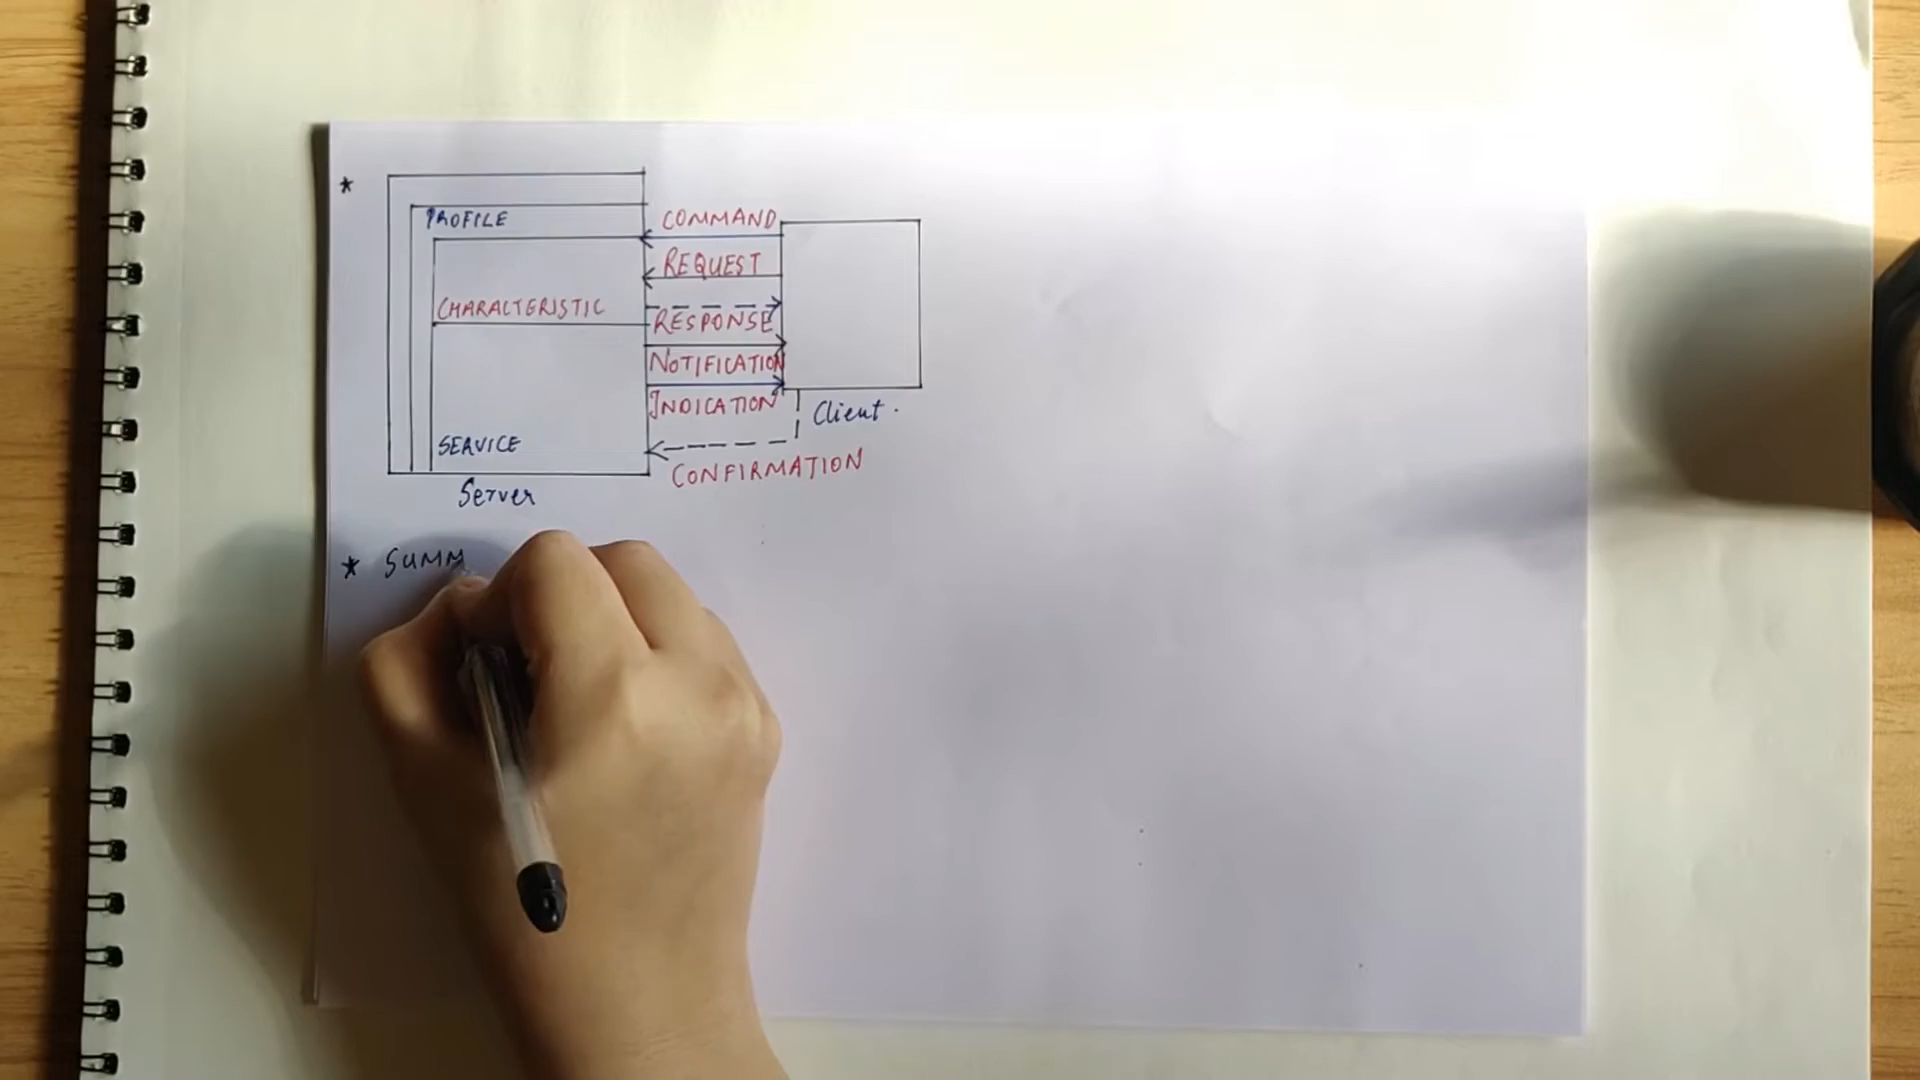 *
PROFILE
COMMAND
REQUEST
CHARACTERISTIC
RESPONSE
NOTIFICATION
INDICATION
Client.
SERVICE
CONFIRMATION
Server
* SUMM